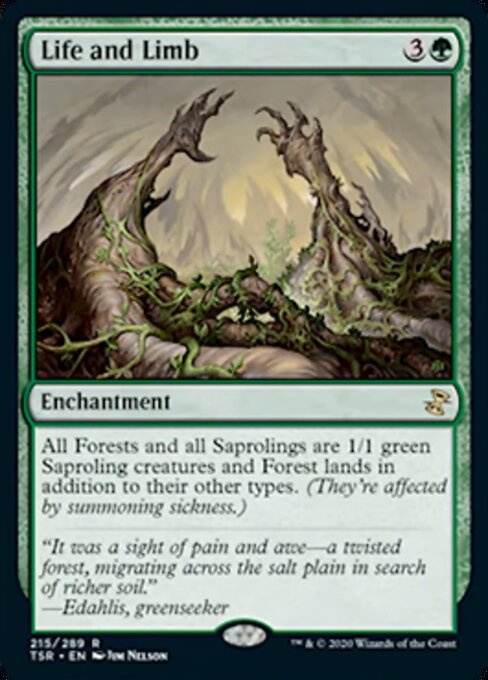 Life and Limb 3
Enchantment
All Forests and all Saprolings are 1/1 green
Saproling creatures and Forest lands in
addition to their other types. (They're affected
by summoning sickness.)
"It was a sight of pain and awe—a twisted
forest, migrating across the salt plain in search
of richer soil."
—Edahlis, greenseeker
215/289 R
TSR • EN Jim Nelson
™ & © 2020 Wizards of the Coast